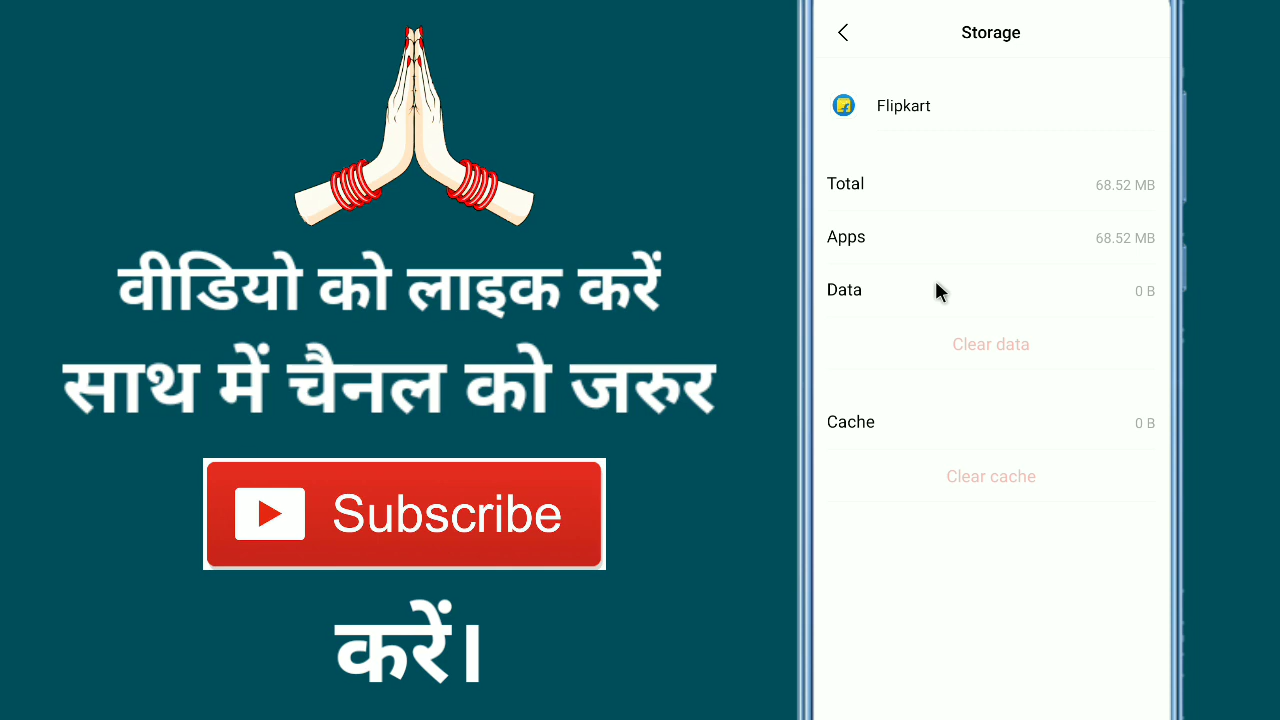 वीडियो को लाइक करें
साथ में चैनल को जरुर
Subscribe
करें।
Storage
Flipkart
Total 68.52 MB
Apps 68.52 MB
Data 0 B
Clear data
Cache 0 B
Clear cache